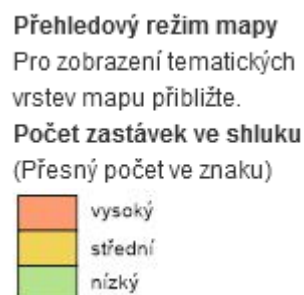 Přehledový režim mapy
Pro zobrazení tematických
vrstev mapu přibližte.
Počet zastávek ve shluku
(Přesný počet ve znaku)
vysoký
střední
nízký